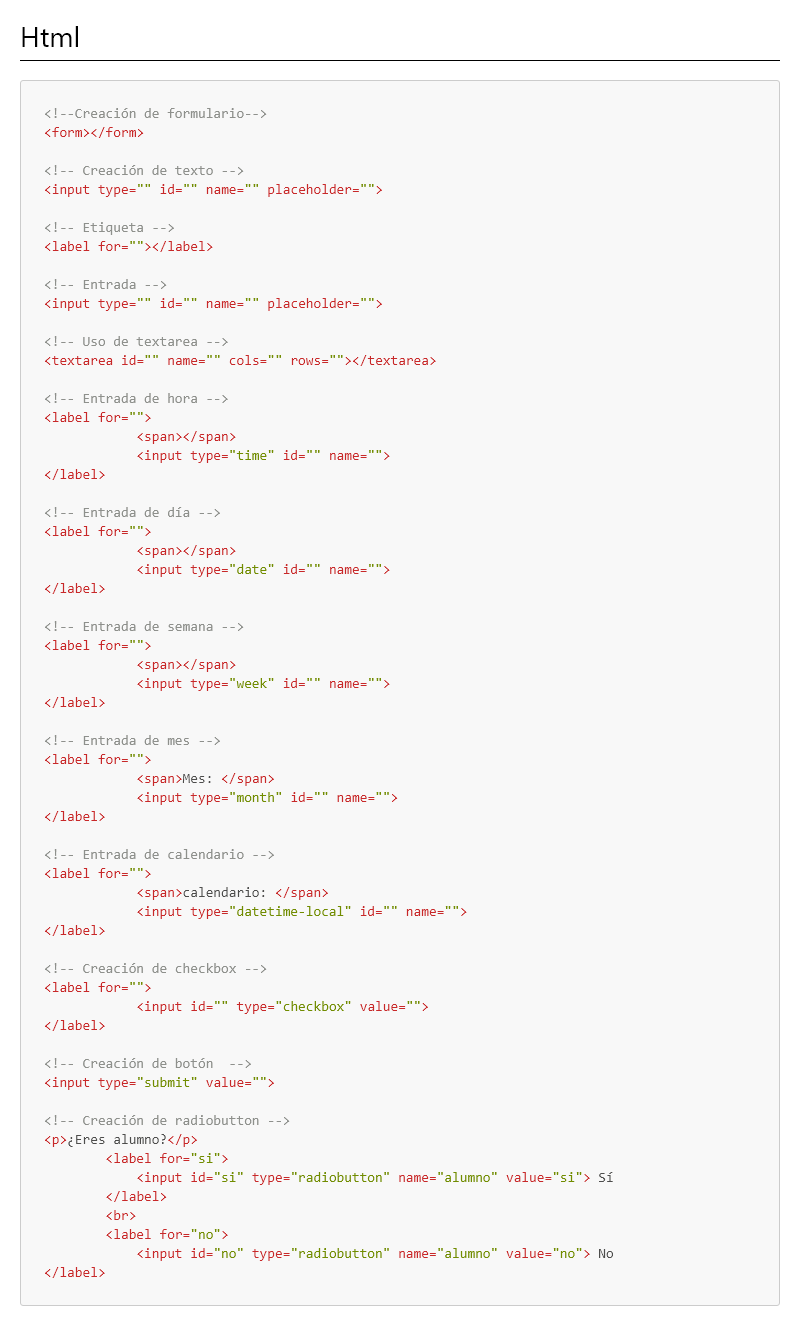 Html
<!--Creación de formulario-->
<form></form>
<!-- Creación de texto -->
<input type="" id="" name="" placeholder="">
<!-- Etiqueta -->
<label for=""></label>
<!-- Entrada -->
<input type="" id="" name="" placeholder="">
<!-- Uso de textarea -->
<textarea id="" name="" cols="" rows=""></textarea>
<!-- Entrada de hora -->
<label for="">
<span></span>
<input type="time" id="" name="">
</label>
<!-- Entrada de día -->
<label for="">
<span></span>
<input type="date" id="" name="">
</label>
<!-- Entrada de semana -->
<label for="">
<span></span>
<input type="week" id="" name="">
</label>
<!-- Entrada de mes -->
<label for="">
<span>Mes: </span>
<input type="month" id="" name="">
</label>
<!-- Entrada de calendario -->
<label for="">
<span>calendario: </span>
<input type="datetime-local" id="" name="">
</label>
<!-- Creación de checkbox -->
<label for="">
<input id="" type="checkbox" value="">
</label>
<!-- Creación de botón  -->
<input type="submit" value="">
<!-- Creación de radiobutton -->
<p>¿Eres alumno?</p>
<label for="si">
<input id="si" type="radiobutton" name="alumno" value="si"> Sí
</label>
<br>
<label for="no">
<input id="no" type="radiobutton" name="alumno" value="no"> No
</label>